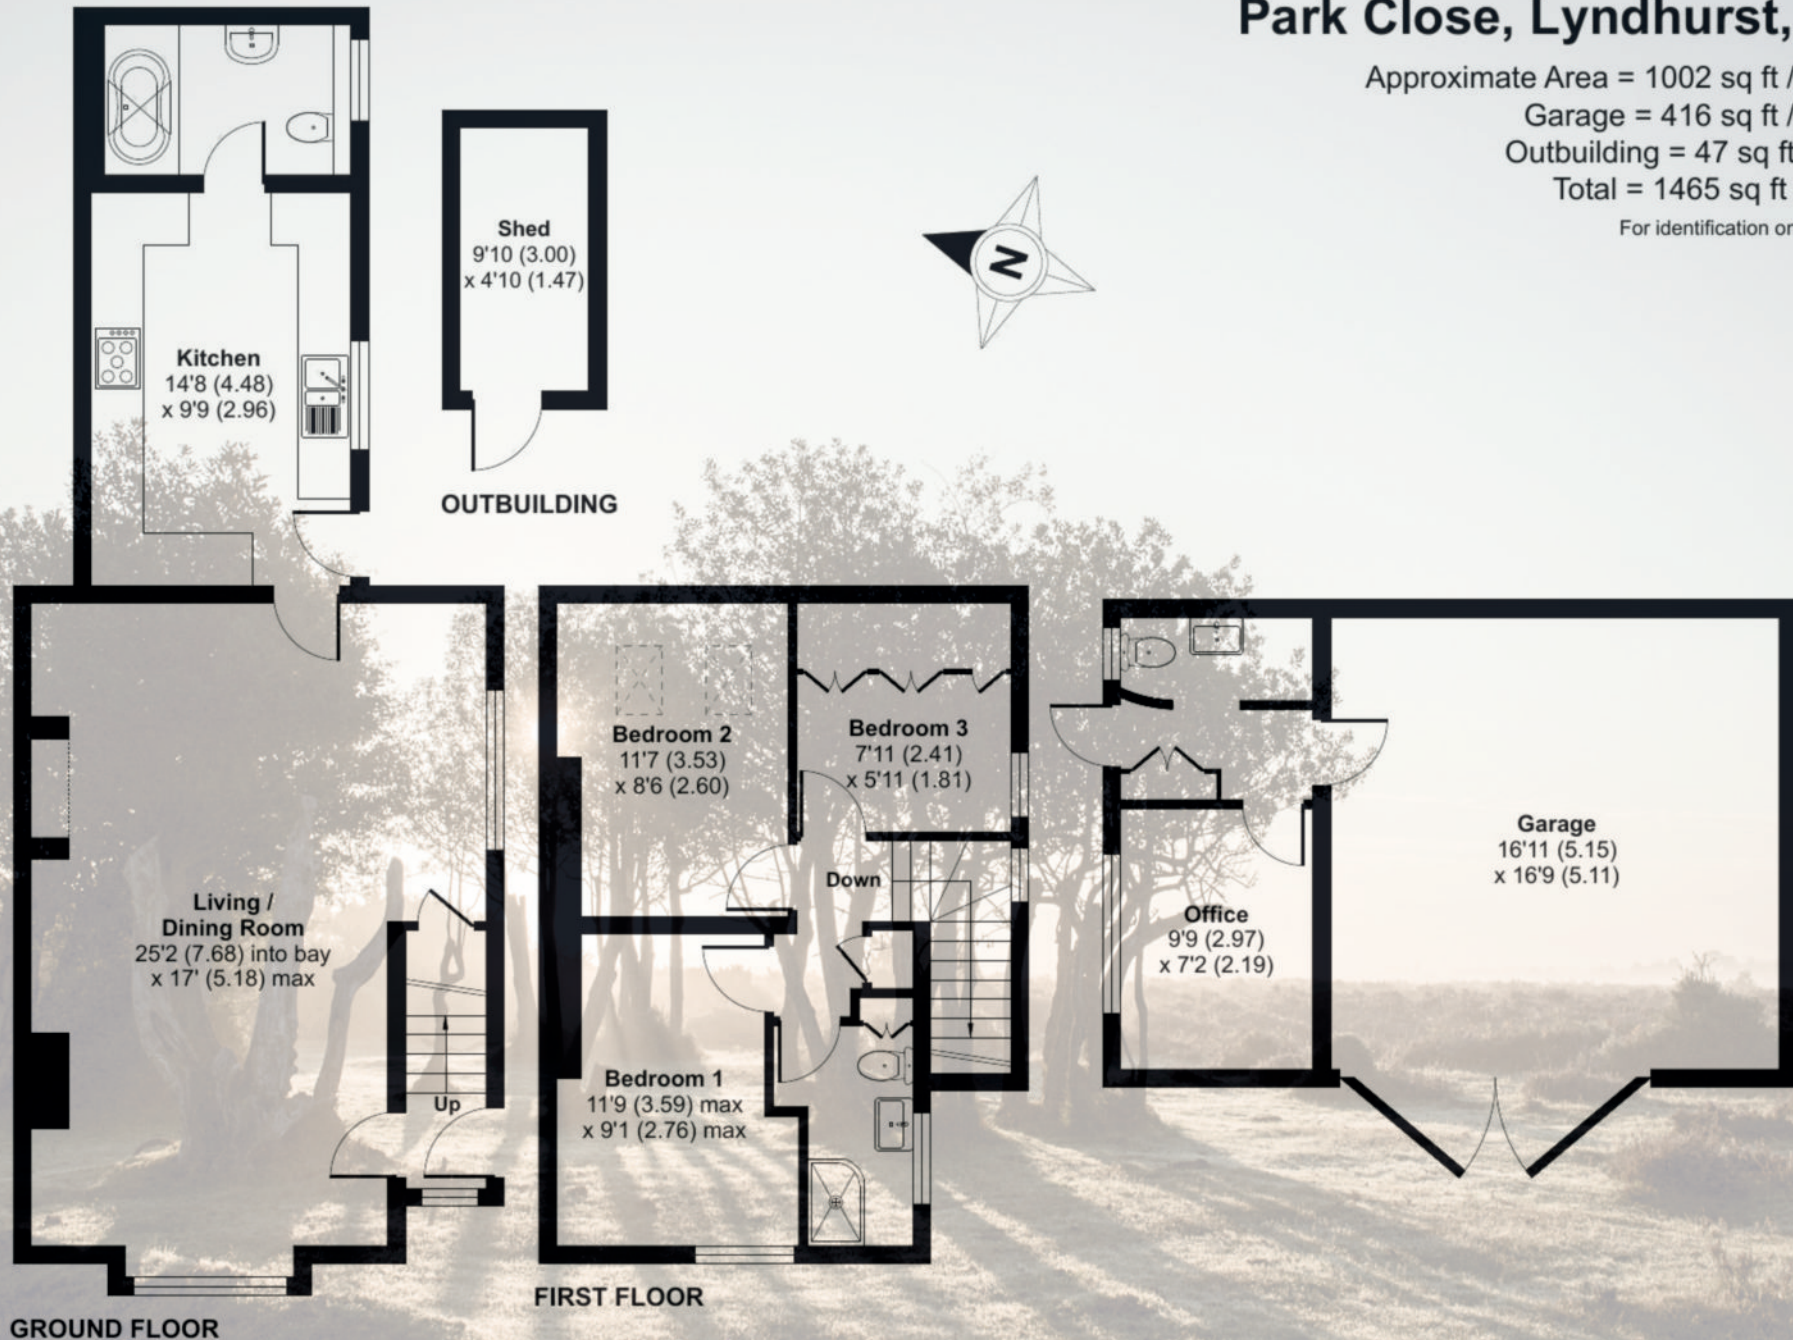 Park Close, Lyndhurst,
Approximate Area = 1002 sq ft /
Garage = 416 sq ft /
Outbuilding = 47 sq ft
Total = 1465 sq ft
For identification
Shed
9'10 (3.00)
x 4'10 (1.47)
N
Kitchen
14'8 (4.48)
x 9'9 (2.96)
OUTBUILDING
Bedroom 2
11'7 (3.53)
x 8'6 (2.60)
Bedroom 3
7'11 (2.41)
x 5'11 (1.81)
Garage
16'11 (5.15)
x 16'9 (5.11)
Down
Living /
Dining Room
25'2 (7.68) into bay
x 17' (5.18) max
Office
9'9 (2.97)
x 7'2 (2.19)
Up
Bedroom 1
11'9 (3.59) max
x 9'1 (2.76) max
FIRST FLOOR
GROUND FLOOR